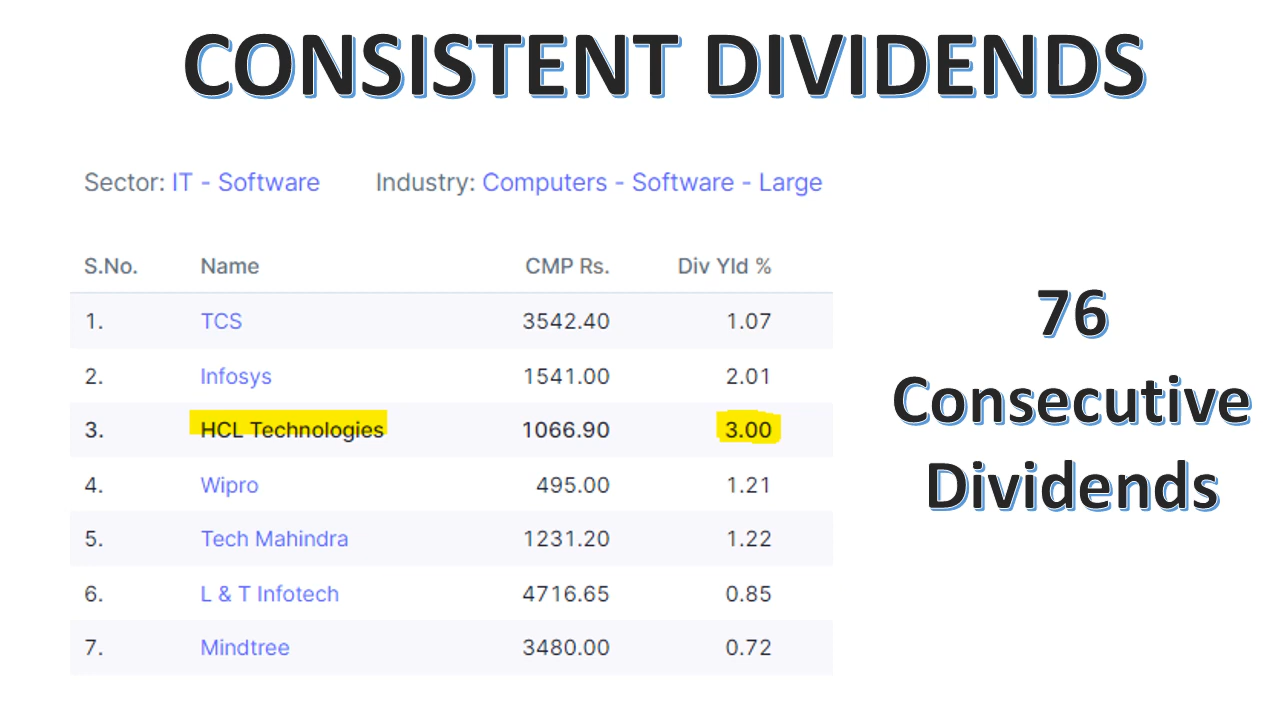 CONSISTENT DIVIDENDS
Sector: IT - Software Industry: Computers - Software - Large
S.No. Name CMP Rs. Div Yld %
1. TCS 3542.40 1.07
2. Infosys 1541.00 2.01
3. HCL Technologies 1066.90 3.00
4. Wipro 495.00 1.21
5. Tech Mahindra 1231.20 1.22
6. L & T Infotech 4716.65 0.85
7. Mindtree 3480.00 0.72
76
Consecutive
Dividends